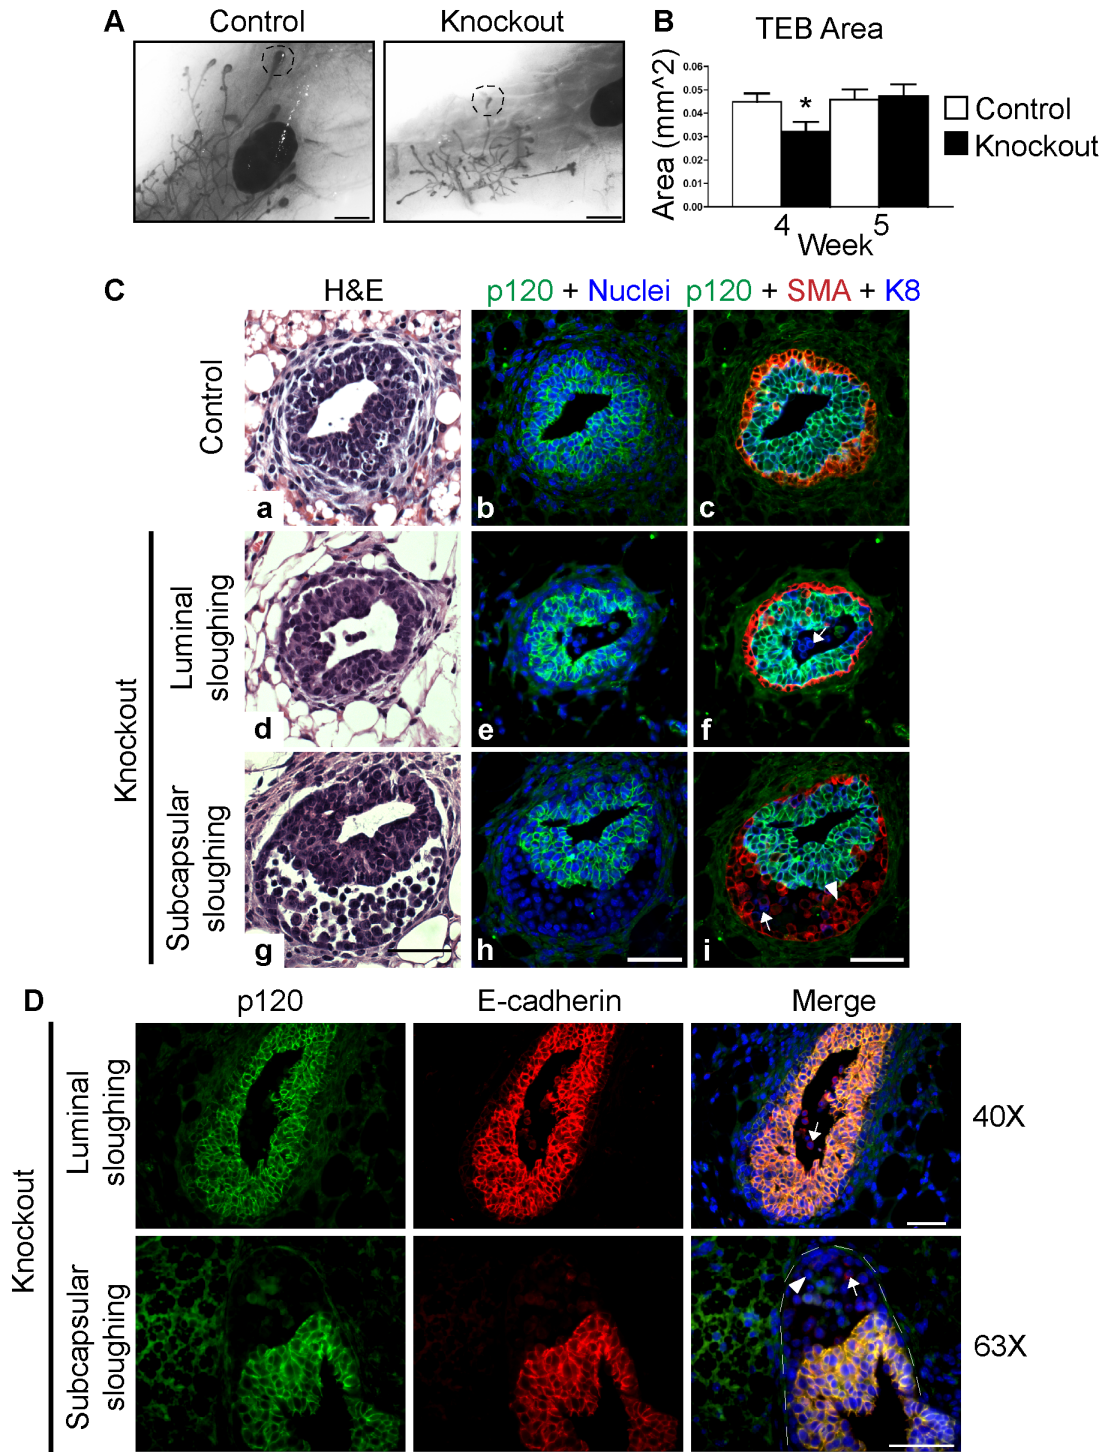 A
Control
Knockout
B
TEB Area
Area (mm^2)
0.06
0.05
0.04
0.03
0.02
0.01
0.00
*
4
5
Week
Control
Knockout
C
H&E
p120 + Nuclei
p120 + SMA + K8
Control
a
b
c
Knockout
Luminal
sloughing
d
e
f
Subcapsular
sloughing
g
h
i
D
p120
E-cadherin
Merge
Knockout
Luminal
sloughing
40X
Subcapsular
sloughing
63X